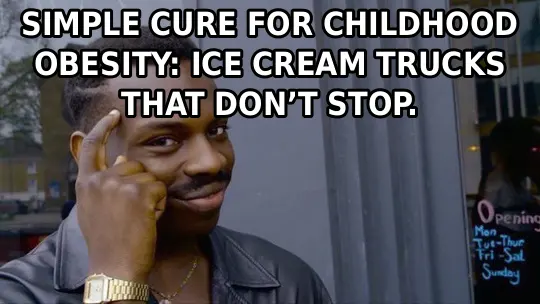 SIMPLE CURE FOR CHILDHOOD
OBESITY: ICE CREAM TRUCKS
THAT DON’T STOP.
Opening
Mon
Tue-Thur
Fri -Sat
Sunday